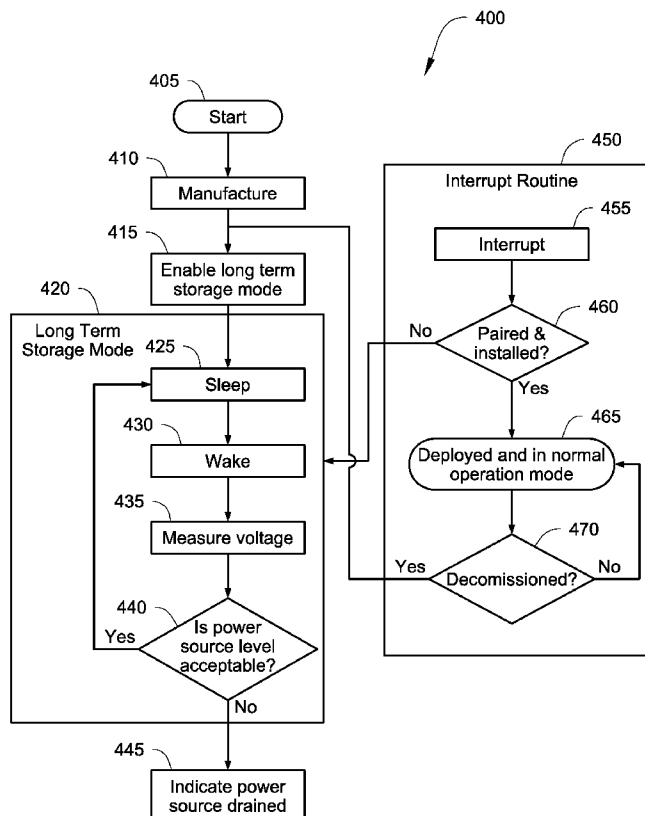 400
405
Start
410
Manufacture
415
Enable long term
storage mode
420
Long Term
Storage Mode
425
Sleep
430
Wake
435
Measure voltage
440
Is power
source level
acceptable?
Yes
No
445
Indicate power
source drained
450
Interrupt Routine
455
Interrupt
460
Paired &
installed?
No
Yes
465
Deployed and in normal
operation mode
470
Decomissioned?
Yes
No